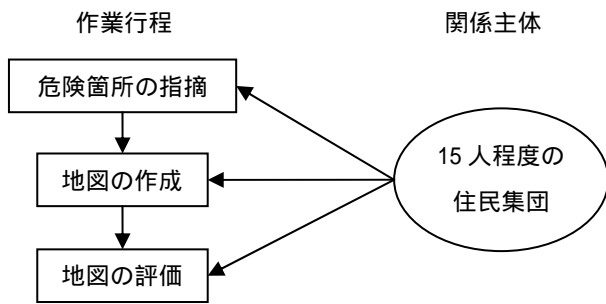 作業行程
関係主体
危険箇所の指摘
地図の作成
地図の評価
15 人程度の
住民集団